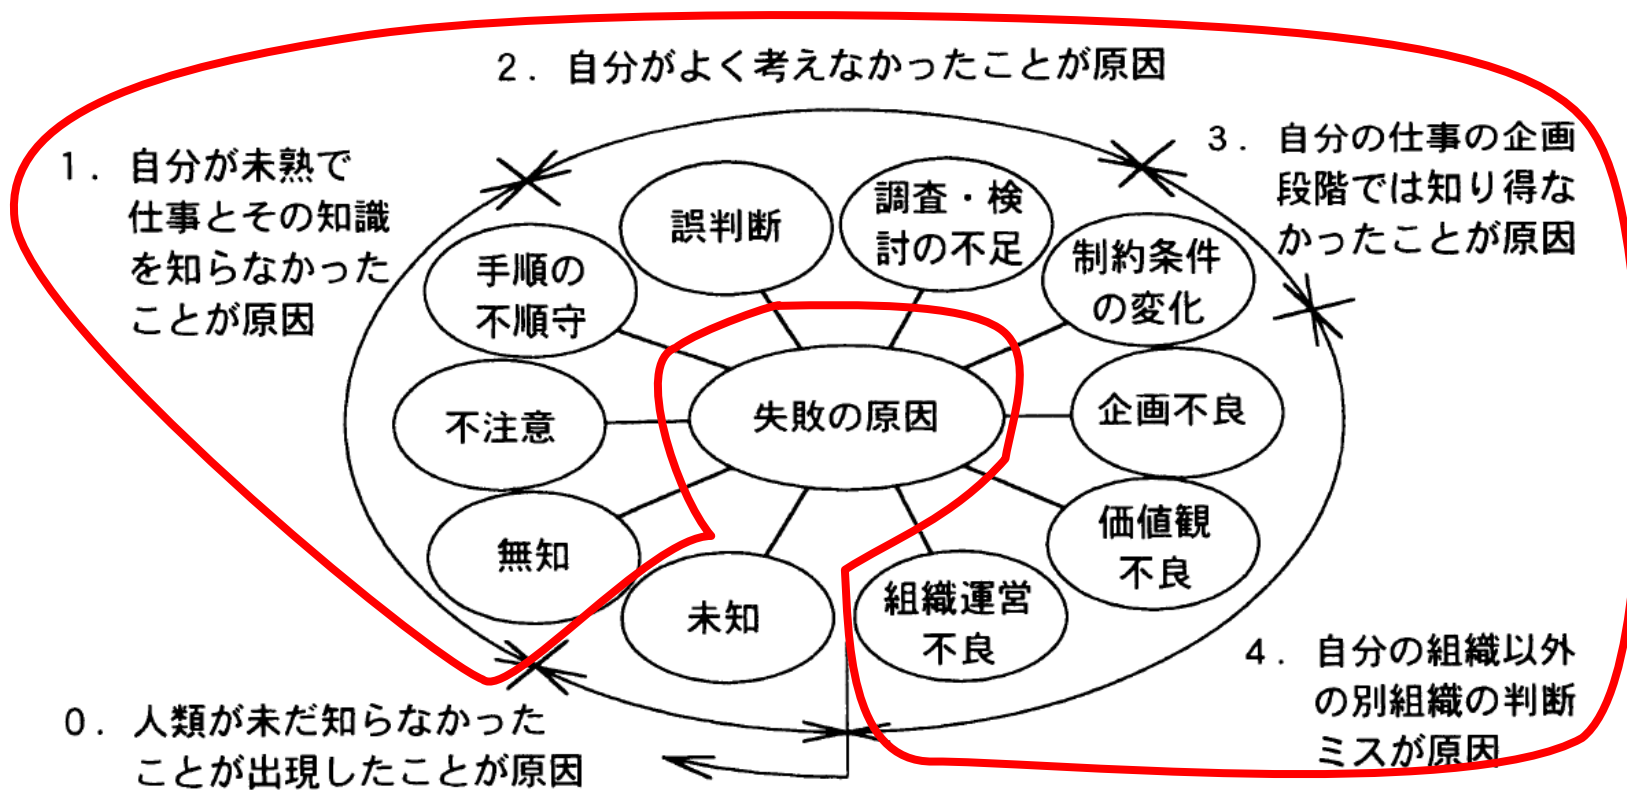 2．自分がよく考えなかったことが原因
1．自分が未熟で
仕事とその知識
を知らなかった
ことが原因
3．自分の仕事の企画
段階では知り得な
かったことが原因
誤判断
調査・検
討の不足
手順の
不順守
制約条件
の変化
不注意
失敗の原因
企画不良
無知
価値観
不良
未知
組織運営
不良
4．自分の組織以外
の別組織の判断
ミスが原因
0．人類が未だ知らなかった
ことが出現したことが原因